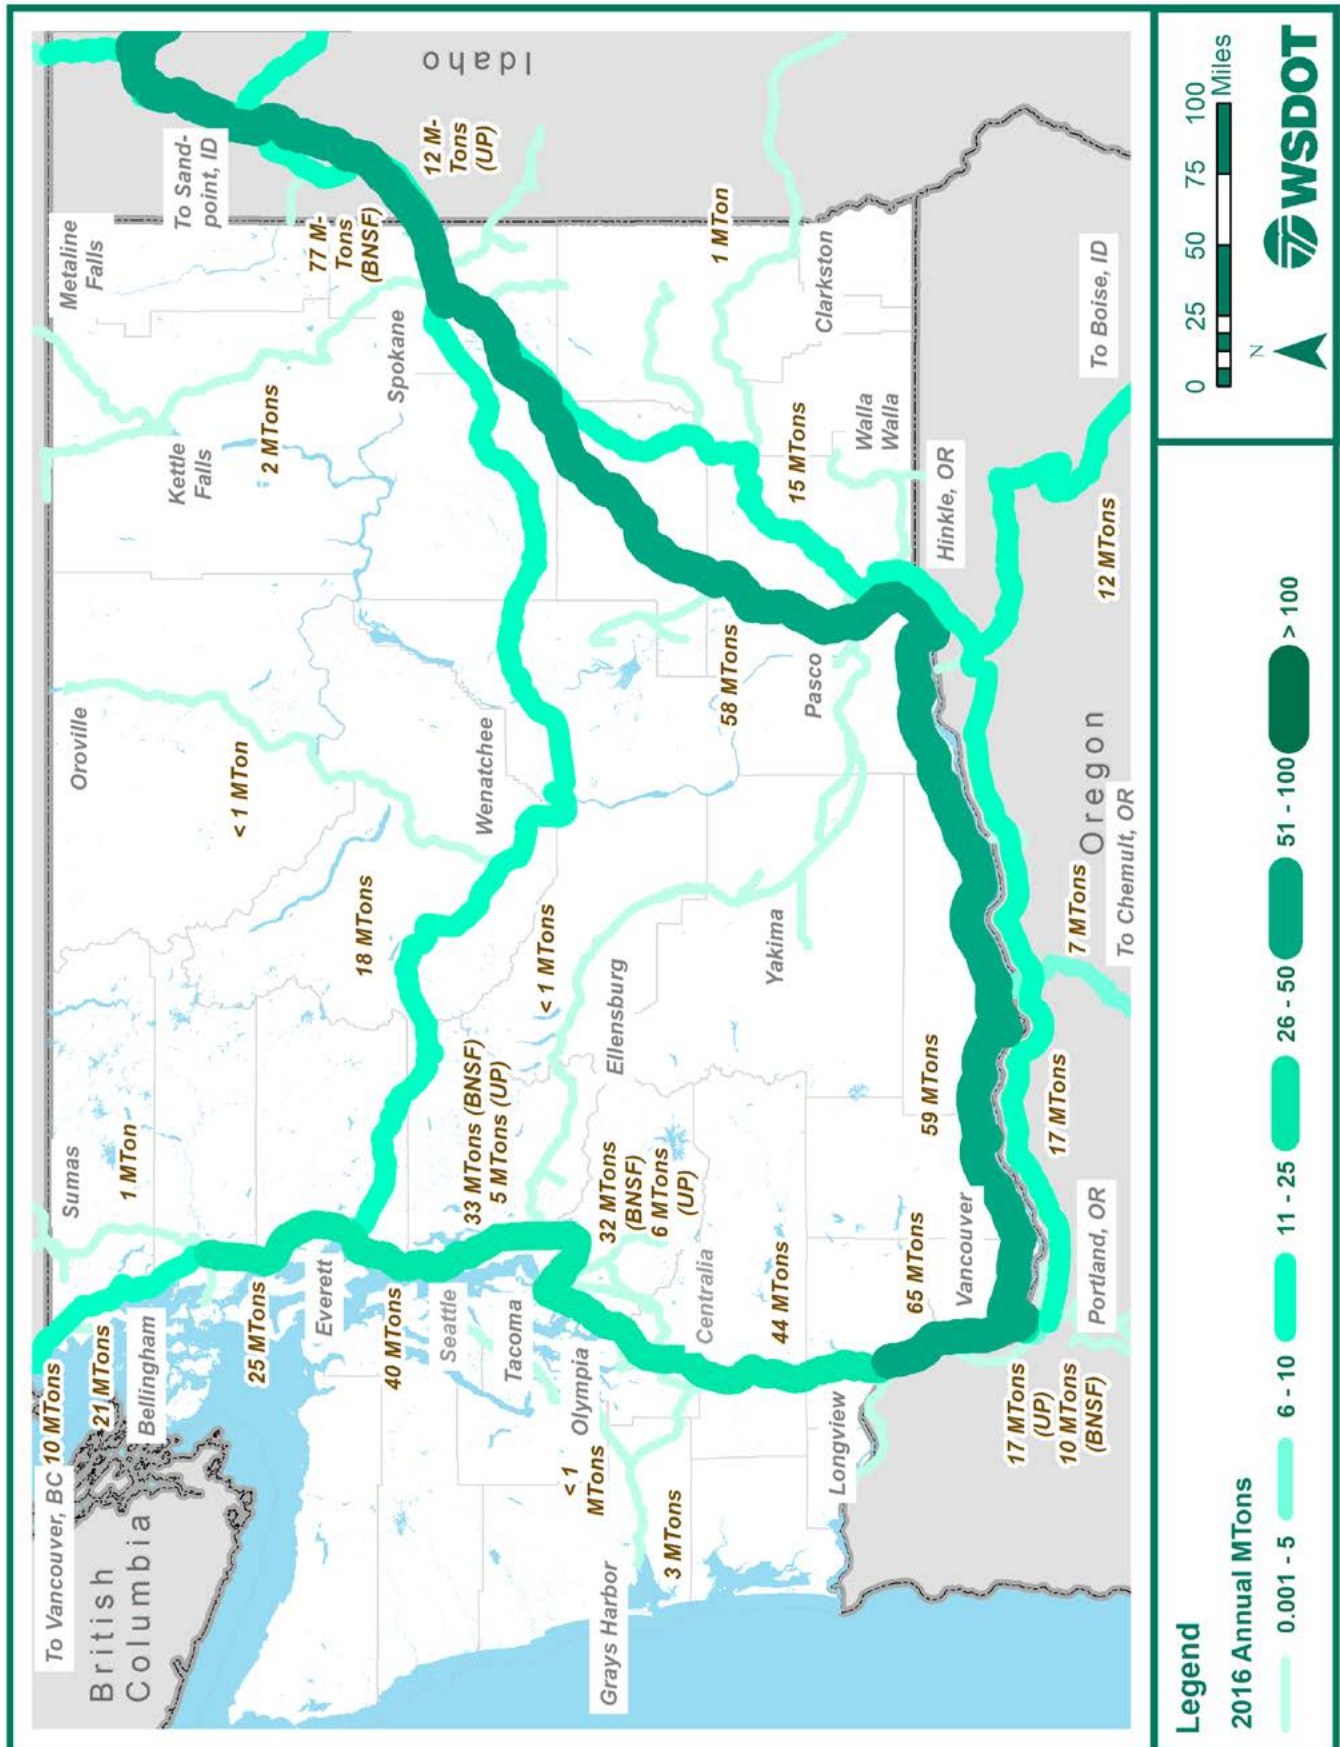 To Vancouver, BC
10 MTons
British
Columbia
21 MTons
Bellingham
Sumas
1 MTon
25 MTons
Everett
40 MTons
Seattle
Tacoma
33 MTons (BNSF)
5 MTons (UP)
Olympia
< 1
MTons
Grays Harbor
3 MTons
32 MTons
(BNSF)
6 MTons
(UP)
Centralia
44 MTons
Longview
65 MTons
Vancouver
17 MTons
(UP)
10 MTons
(BNSF)
Portland, OR
59 MTons
17 MTons
18 MTons
< 1 MTons
Ellensburg
Yakima
7 MTons
To Chemult, OR
Oregon
Oroville
< 1 MTon
Wenatchee
58 MTons
Pasco
Metaline
Falls
Kettle
Falls
2 MTons
Spokane
To Sand-
point, ID
77 M-
Tons
(BNSF)
12 M-
Tons
(UP)
Idaho
1 MTon
15 MTons
Clarkston
Walla
Walla
Hinkle, OR
12 MTons
To Boise, ID
Legend
2016 Annual MTons
0.001 - 5
6 - 10
11 - 25
26 - 50
51 - 100
> 100
0 25 50 75 100
Miles
N
WSDOT